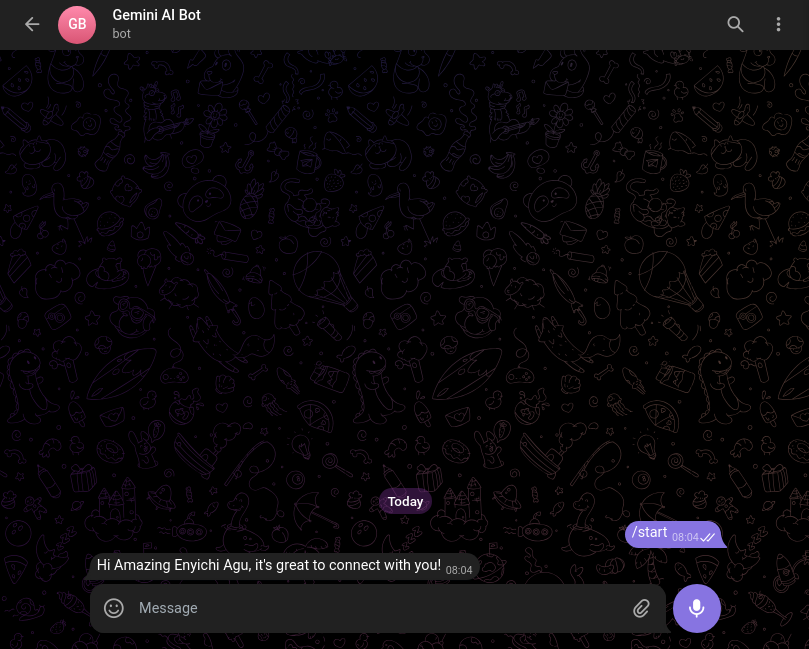 GB
Gemini AI Bot
bot
Today
/start 08:04
Hi Amazing Enyichi Agu, it's great to connect with you! 08:04
Message